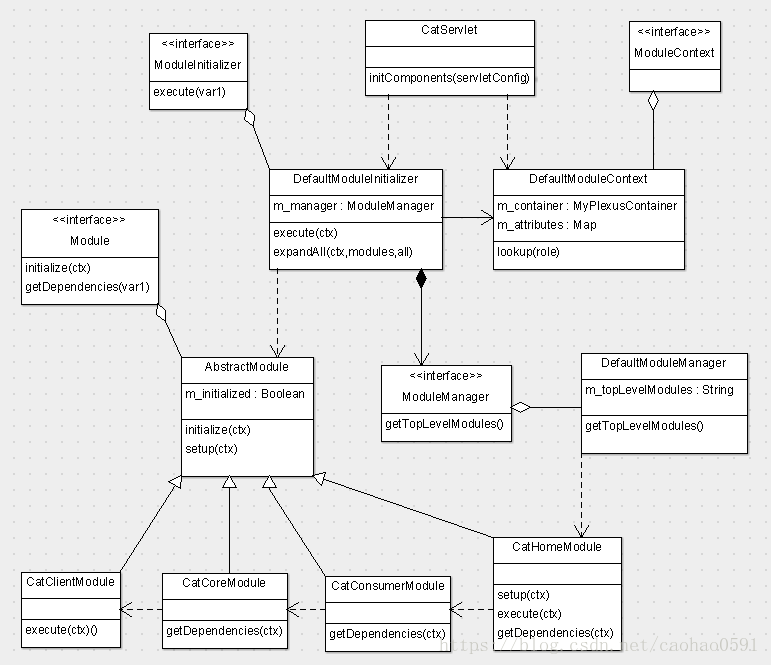 CatServlet
initComponents(servletConfig)
<<interface>>
ModuleContext
<<interface>>
ModuleInitializer
execute(var1)
DefaultModuleInitializer
m_manager : ModuleManager
execute(ctx)
expandAll(ctx,modules,all)
DefaultModuleContext
m_container : MyPlexusContainer
m_attributes : Map
lookup(role)
<<interface>>
Module
initialize(ctx)
getDependencies(var1)
AbstractModule
m_initialized : Boolean
initialize(ctx)
setup(ctx)
<<interface>>
ModuleManager
getTopLevelModules()
DefaultModuleManager
m_topLevelModules : String
getTopLevelModules()
CatClientModule
execute(ctx)()
CatCoreModule
getDependencies(ctx)
CatConsumerModule
getDependencies(ctx)
CatHomeModule
setup(ctx)
execute(ctx)
getDependencies(ctx)
https://blog.csdn.net/caohao0591